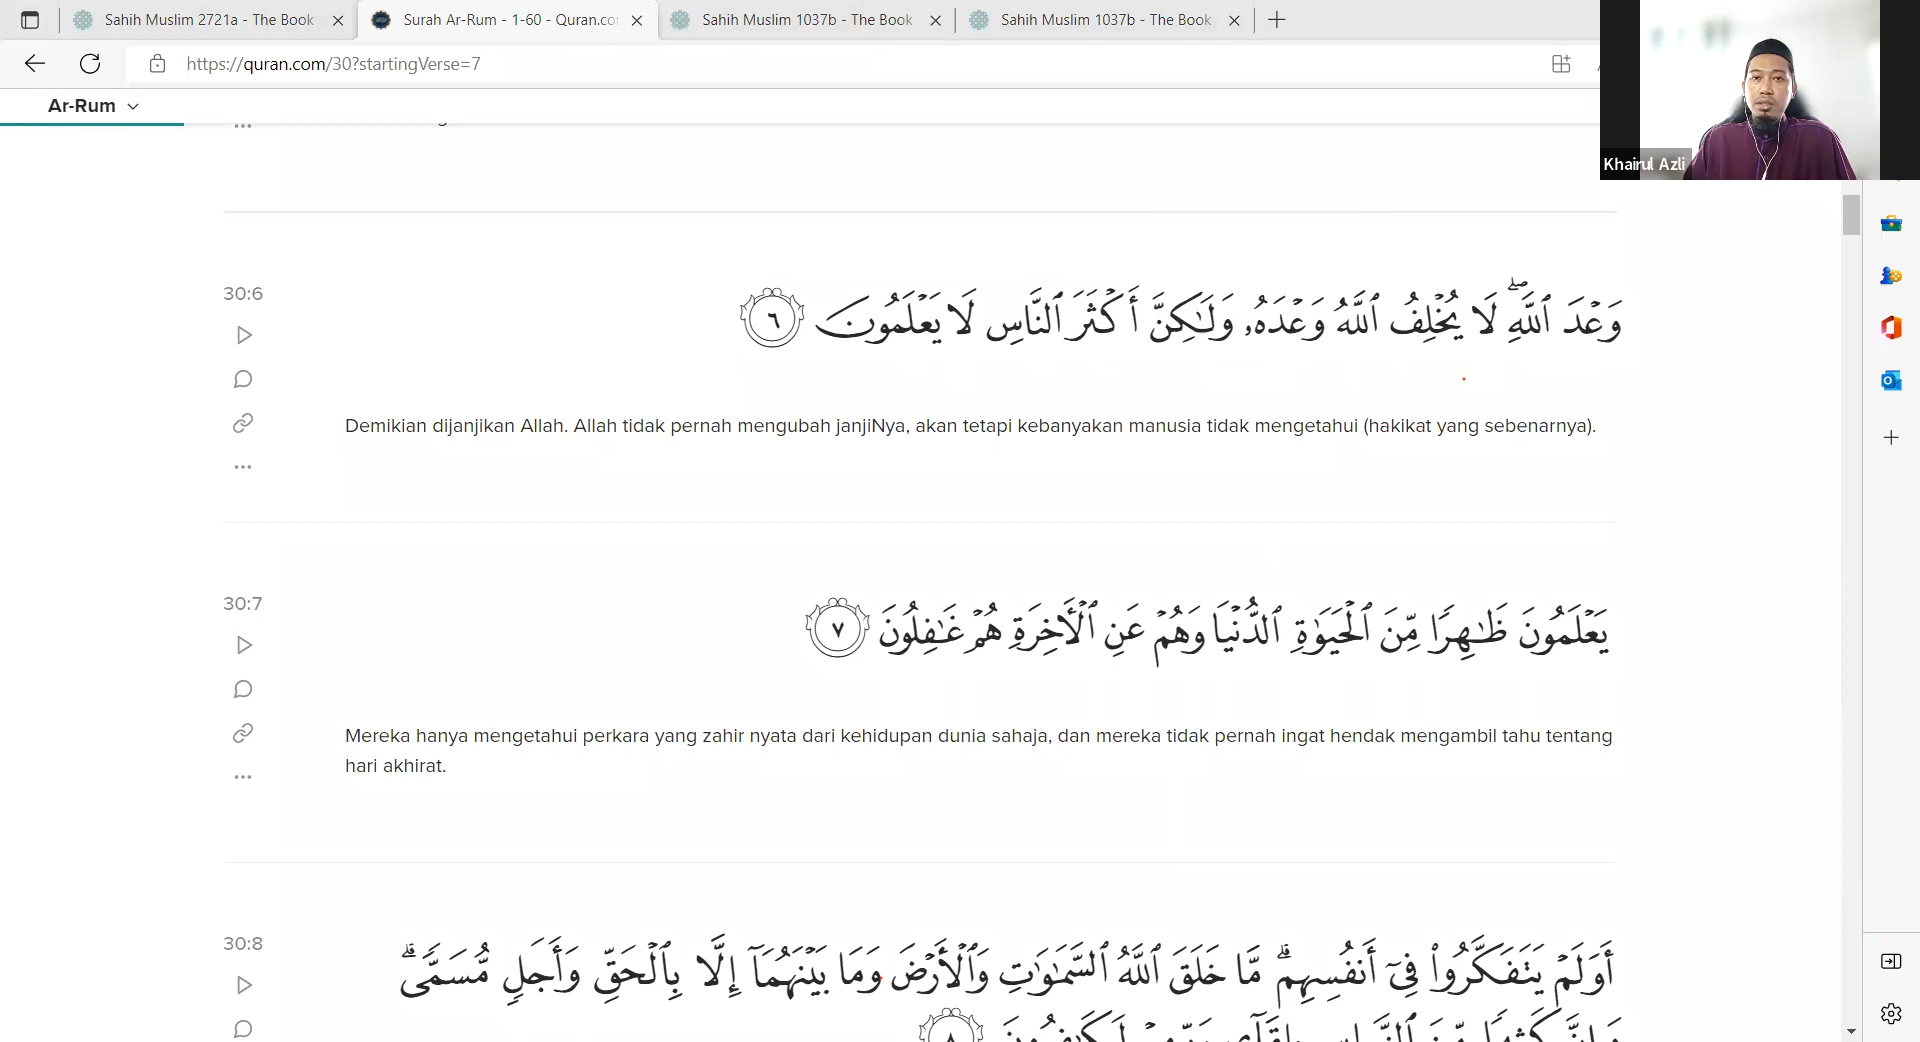 Sahih Muslim 2721a - The Book
Surah Ar-Rum - 1-60 - Quran.co
Sahih Muslim 1037b - The Book
Sahih Muslim 1037b - The Book
https://quran.com/30?startingVerse=7
Ar-Rum
Khairul Azli
30:6
وَعْدَ ٱللَّهِ ۖ لَا يُخْلِفُ ٱللَّهُ وَعْدَهُۥ وَلَـٰكِنَّ أَكْثَرَ ٱلنَّاسِ لَا يَعْلَمُونَ ٦
Demikian dijanjikan Allah. Allah tidak pernah mengubah janjiNya, akan tetapi kebanyakan manusia tidak mengetahui (hakikat yang sebenarnya).
30:7
يَعْلَمُونَ ظَـٰهِرًا مِّنَ ٱلْحَيَوٰةِ ٱلدُّنْيَا وَهُمْ عَنِ ٱلْـَٔاخِرَةِ هُمْ غَـٰفِلُونَ ٧
Mereka hanya mengetahui perkara yang zahir nyata dari kehidupan dunia sahaja, dan mereka tidak pernah ingat hendak mengambil tahu tentang
hari akhirat.
30:8
أَوَلَمْ يَتَفَكَّرُوا۟ فِىٓ أَنفُسِهِم ۗ مَّا خَلَقَ ٱللَّهُ ٱلسَّمَـٰوَٰتِ وَٱلْأَرْضَ وَمَا بَيْنَهُمَآ إِلَّا بِٱلْحَقِّ وَأَجَلٍ مُّسَمًّى ۗ